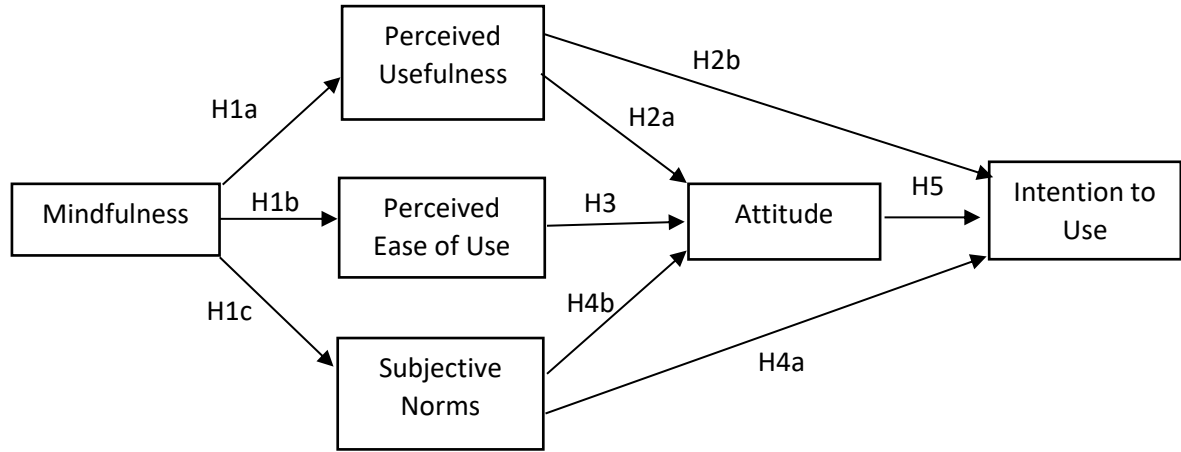 Perceived
Usefulness
H2b
H1a
H2a
Mindfulness
H1b
Perceived
Ease of Use
H3
Attitude
H5
Intention to
Use
H1c
H4b
Subjective
Norms
H4a